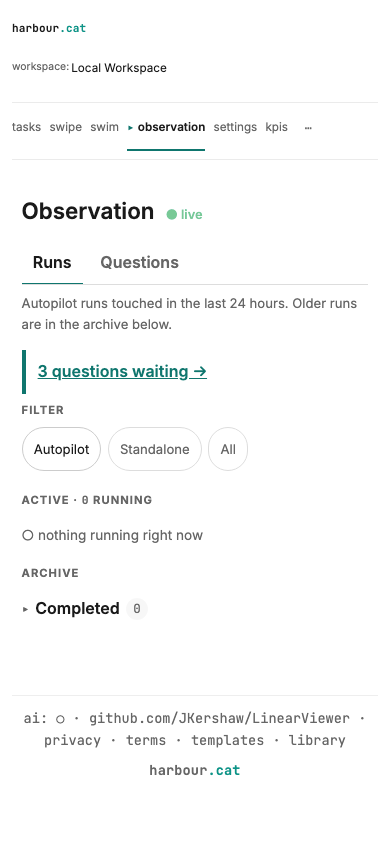 harbour.cat
workspace: Local Workspace
tasks swipe swim ▸ observation settings kpis …
Observation ● live
Runs Questions
Autopilot runs touched in the last 24 hours. Older runs
are in the archive below.
3 questions waiting →
FILTER
Autopilot Standalone All
ACTIVE · 0 RUNNING
○ nothing running right now
ARCHIVE
▸ Completed 0
ai: ○ · github.com/JKershaw/LinearViewer ·
privacy · terms · templates · library
harbour.cat